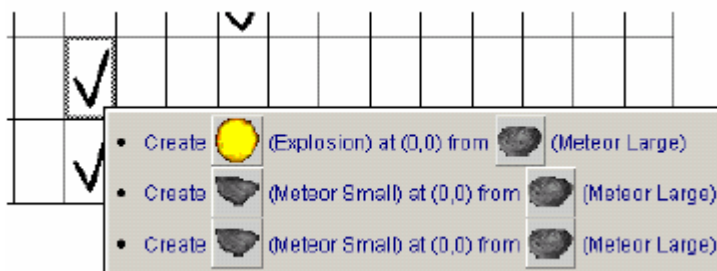 • Create (Explosion) at (0,0) from (Meteor Large)
• Create (Meteor Small) at (0,0) from (Meteor Large)
• Create (Meteor Small) at (0,0) from (Meteor Large)